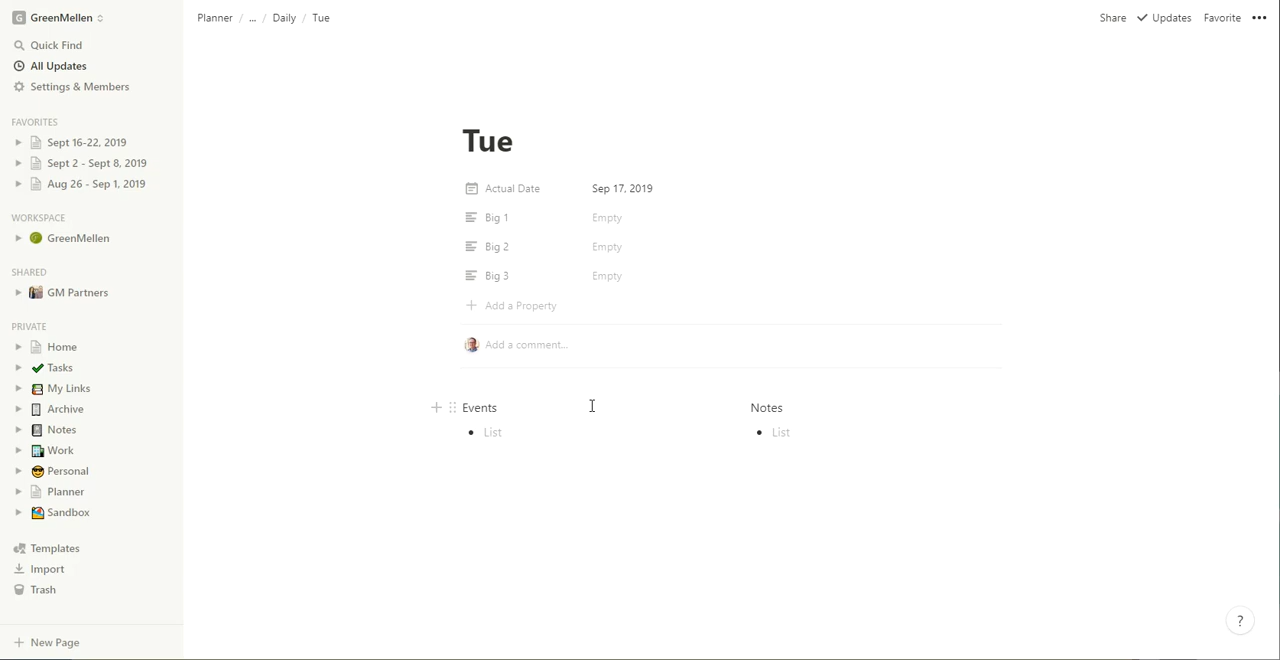 G GreenMellen
Planner / ... / Daily / Tue
Share Updates Favorite •••
Quick Find
All Updates
Settings & Members
FAVORITES
Sept 16-22, 2019
Sept 2 - Sept 8, 2019
Aug 26 - Sep 1, 2019
WORKSPACE
GreenMellen
SHARED
GM Partners
PRIVATE
Home
Tasks
My Links
Archive
Notes
Work
Personal
Planner
Sandbox
Templates
Import
Trash
+ New Page
Tue
Actual Date Sep 17, 2019
Big 1 Empty
Big 2 Empty
Big 3 Empty
+ Add a Property
Add a comment...
Events
• List
Notes
• List
?